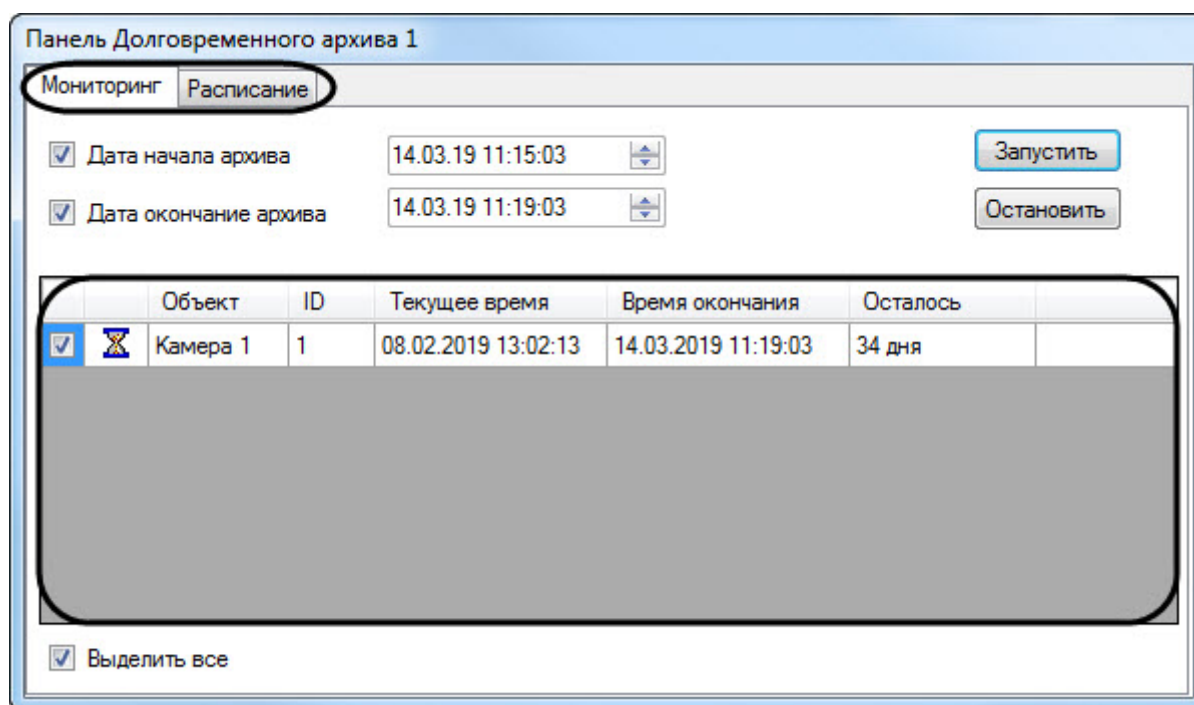 Панель Долговременного архива 1
Мониторинг Расписание
Дата начала архива 14.03.19 11:15:03 Запустить
Дата окончание архива 14.03.19 11:19:03 Остановить
Объект ID Текущее время Время окончания Осталось
Камера 1 1 08.02.2019 13:02:13 14.03.2019 11:19:03 34 дня
Выделить все